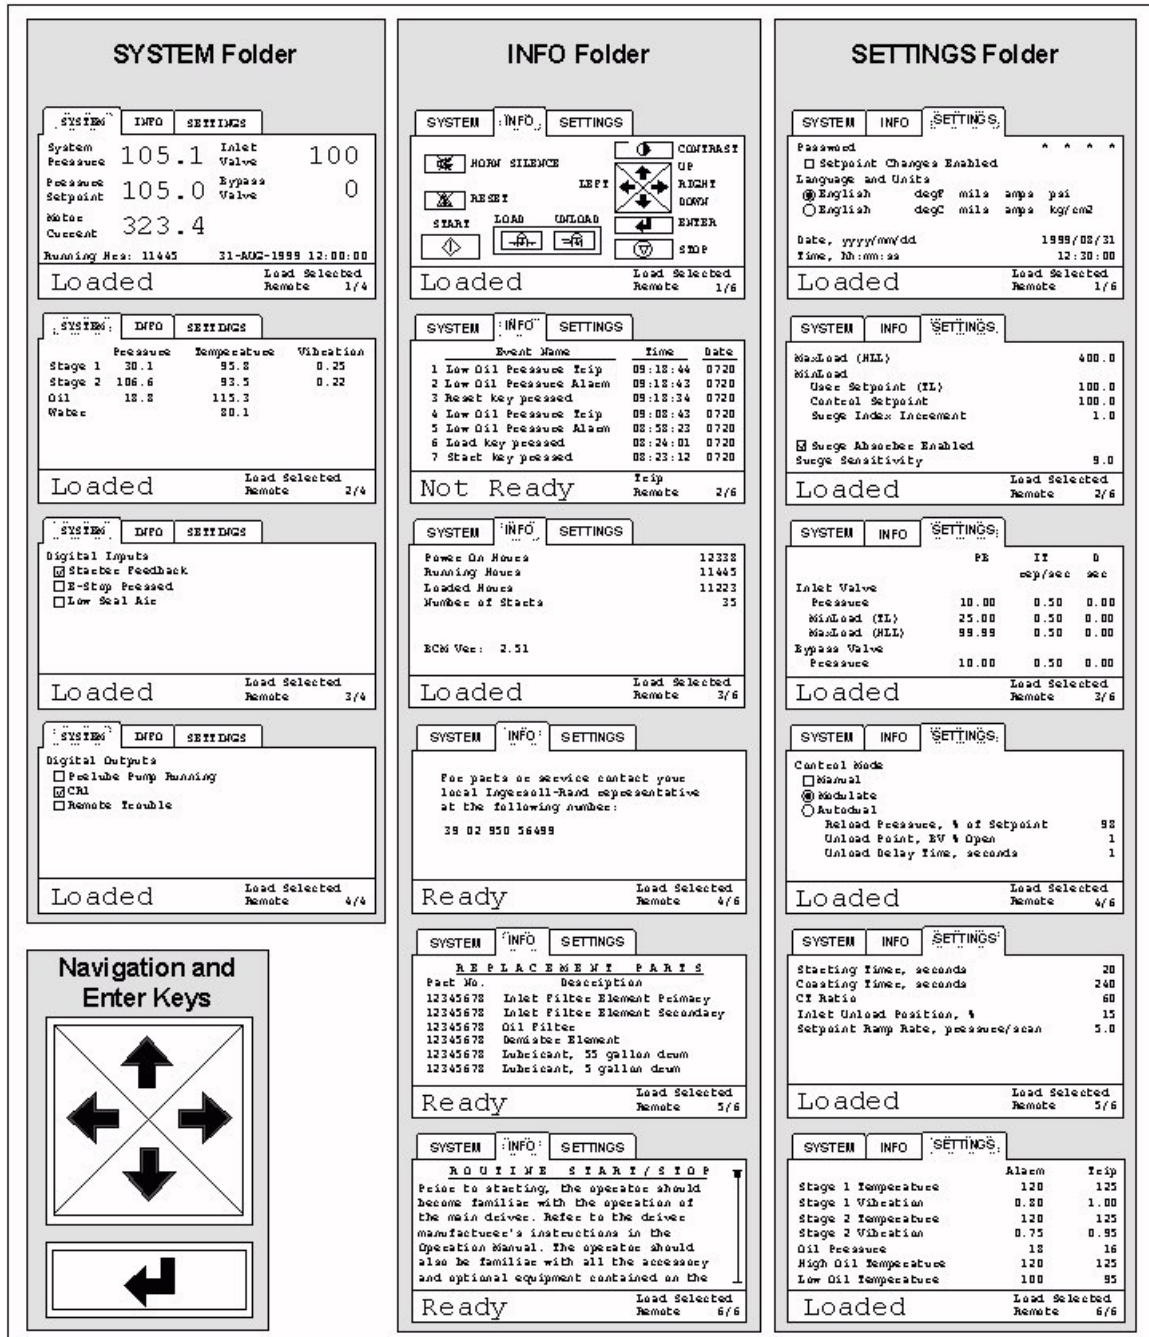 SYSTEM Folder
SYSTEM INFO SETTINGS
System Pressure 105.1 Inlet Valve 100
Pressure Setpoint 105.0 Bypass Valve 0
Motor Current 323.4
Running Hrs: 11445 31-AUG-1999 12:00:00
Loaded Load Selected
Remote 1/4
SYSTEM INFO SETTINGS
Pressure Temperature Vibration
Stage 1 30.1 95.8 0.25
Stage 2 106.6 93.5 0.22
Oil 18.8 115.3
Water 80.1
Loaded Load Selected
Remote 2/4
SYSTEM INFO SETTINGS
Digital Inputs
Starter Feedback
E-Stop Pressed
Low Seal Air
Loaded Load Selected
Remote 3/4
SYSTEM INFO SETTINGS
Digital Outputs
Prelube Pump Running
CR1
Remote Trouble
Loaded Load Selected
Remote 4/4
Navigation and
Enter Keys
INFO Folder
SYSTEM INFO SETTINGS
HORN SILENCE
RESET
START LOAD UNLOAD
CONTRAST
UP
LEFT RIGHT
DOWN
ENTER
STOP
Loaded Load Selected
Remote 1/6
SYSTEM INFO SETTINGS
Event Name Time Date
1 Low Oil Pressure Trip 09:18:44 0720
2 Low Oil Pressure Alarm 09:18:43 0720
3 Reset key pressed 09:18:34 0720
4 Low Oil Pressure Trip 09:08:43 0720
5 Low Oil Pressure Alarm 08:58:23 0720
6 Load key pressed 08:24:01 0720
7 Start key pressed 08:23:12 0720
Not Ready Trip
Remote 2/6
SYSTEM INFO SETTINGS
Power On Hours 12338
Running Hours 11445
Loaded Hours 11223
Number of Starts 35
ECM Ver: 2.51
Loaded Load Selected
Remote 3/6
SYSTEM INFO SETTINGS
For parts or service contact your
local Ingersoll-Rand representative
at the following number:
39 02 950 56499
Ready Load Selected
Remote 4/6
SYSTEM INFO SETTINGS
REPLACEMENT PARTS
Part No. Description
12345678 Inlet Filter Element Primary
12345678 Inlet Filter Element Secondary
12345678 Oil Filter
12345678 Demister Element
12345678 Lubricant, 55 gallon drum
12345678 Lubricant, 5 gallon drum
Ready Load Selected
Remote 5/6
SYSTEM INFO SETTINGS
ROUTINE START/STOP
Prior to starting, the operator should
become familiar with the operation of
the main driver. Refer to the driver
manufacturer's instructions in the
Operation Manual. The operator should
also be familiar with all the accessory
and optional equipment contained on the
Ready Load Selected
Remote 6/6
SETTINGS Folder
SYSTEM INFO SETTINGS
Password * * * *
Setpoint Changes Enabled
Language and Units
English degF mils amps psi
English degC mils amps kg/cm2
Date, yyyy/mm/dd 1999/08/31
Time, hh:mm:ss 12:30:00
Loaded Load Selected
Remote 1/6
SYSTEM INFO SETTINGS
MaxLoad (HLL) 400.0
MinLoad
User Setpoint (TL) 100.0
Control Setpoint 100.0
Surge Index Increment 1.0
Surge Absorber Enabled
Surge Sensitivity 9.0
Loaded Load Selected
Remote 2/6
SYSTEM INFO SETTINGS
PB IT D
rep/sec sec
Inlet Valve
Pressure 10.00 0.50 0.00
MinLoad (TL) 25.00 0.50 0.00
MaxLoad (HLL) 99.99 0.50 0.00
Bypass Valve
Pressure 10.00 0.50 0.00
Loaded Load Selected
Remote 3/6
SYSTEM INFO SETTINGS
Control Mode
Manual
Modulate
Autodual
Reload Pressure, % of Setpoint 98
Unload Point, BV % Open 1
Unload Delay Time, seconds 1
Loaded Load Selected
Remote 4/6
SYSTEM INFO SETTINGS
Starting Timer, seconds 20
Coasting Timer, seconds 240
CT Ratio 60
Inlet Unload Position, % 15
Setpoint Ramp Rate, pressure/scan 5.0
Loaded Load Selected
Remote 5/6
SYSTEM INFO SETTINGS
Alarm Trip
Stage 1 Temperature 120 125
Stage 1 Vibration 0.80 1.00
Stage 2 Temperature 120 125
Stage 2 Vibration 0.75 0.95
Oil Pressure 18 16
High Oil Temperature 120 125
Low Oil Temperature 100 95
Loaded Load Selected
Remote 6/6